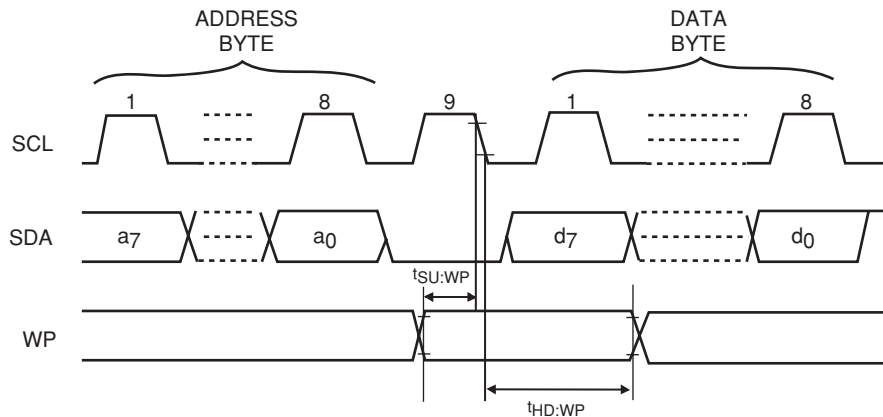 ADDRESS
BYTE
DATA
BYTE
1
8
9
1
8
SCL
SDA
a7
a0
d7
d0
tSU:WP
WP
tHD:WP